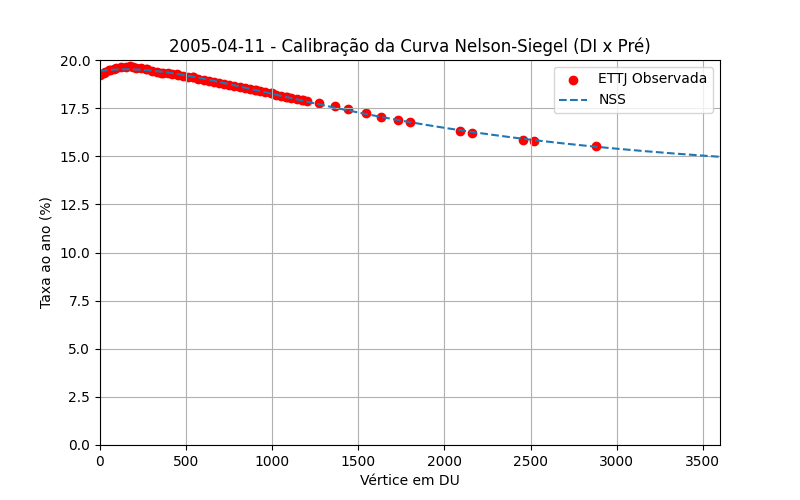 2005-04-11 - Calibração da Curva Nelson-Siegel (DI x Pré)
ETTJ Observada
NSS
Taxa ao ano (%)
20.0
17.5
15.0
12.5
10.0
7.5
5.0
2.5
0.0
0 500 1000 1500 2000 2500 3000 3500
Vértice em DU